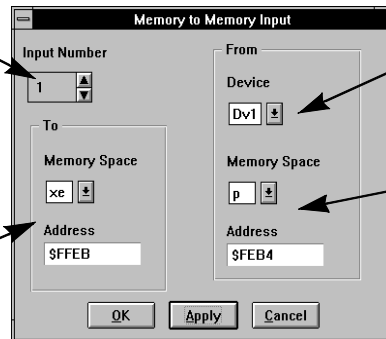 Memory to Memory Input
Input Number
1
To
Memory Space
xe
Address
$FFEB
From
Device
Dv1
Memory Space
p
Address
$FEB4
OK Apply Cancel